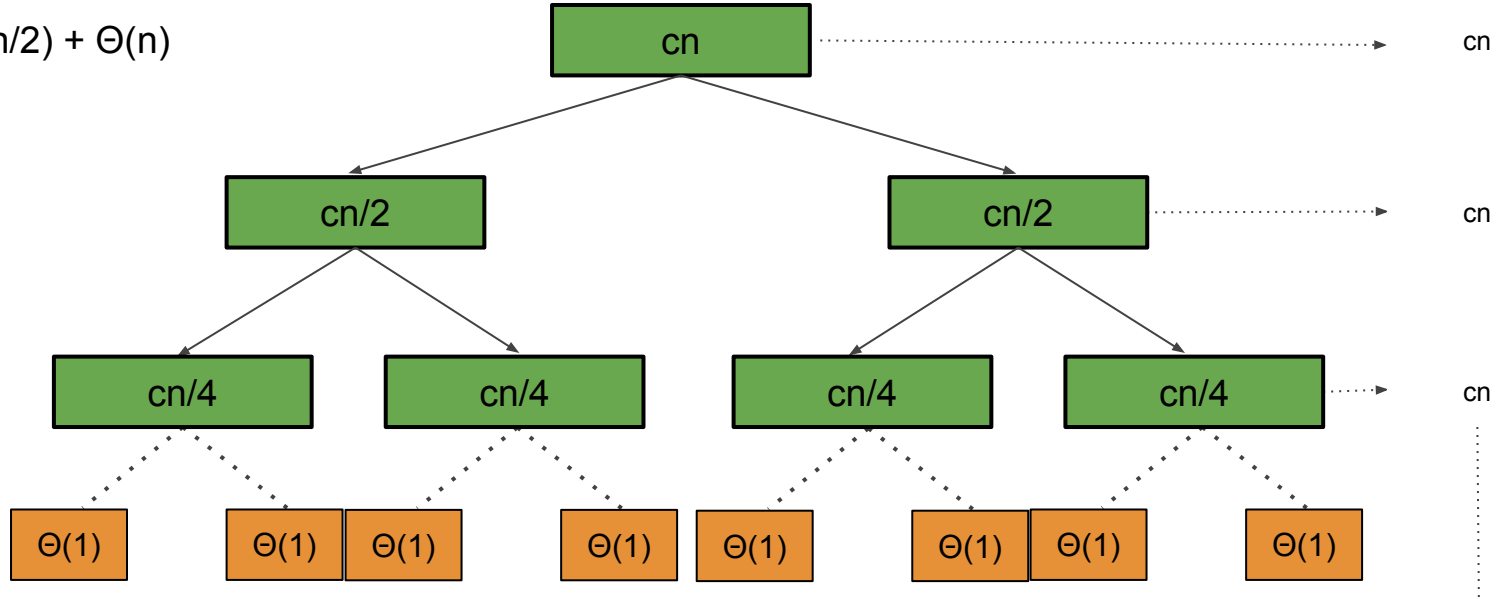 n/2) + Θ(n)
cn
cn
cn/2
cn/2
cn
cn/4
cn/4
cn/4
cn/4
cn
Θ(1)
Θ(1)
Θ(1)
Θ(1)
Θ(1)
Θ(1)
Θ(1)
Θ(1)